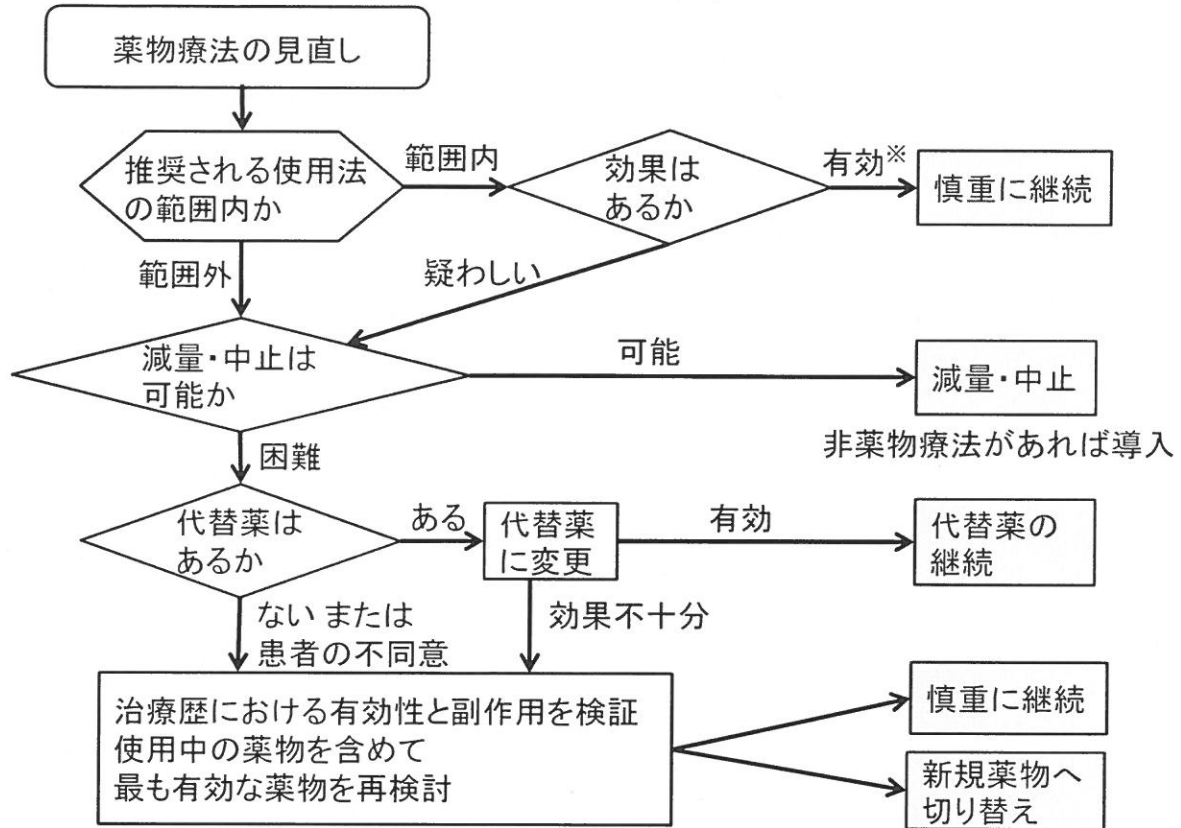 薬物療法の見直し
推奨される使用法
の範囲内か
範囲内
効果は
あるか
有効※
慎重に継続
範囲外
疑わしい
減量・中止は
可能か
可能
減量・中止
非薬物療法があれば導入
困難
代替薬は
あるか
ある
代替薬
に変更
有効
代替薬の
継続
ない または
患者の不同意
効果不十分
治療歴における有効性と副作用を検証
使用中の薬物を含めて
最も有効な薬物を再検討
慎重に継続
新規薬物へ
切り替え